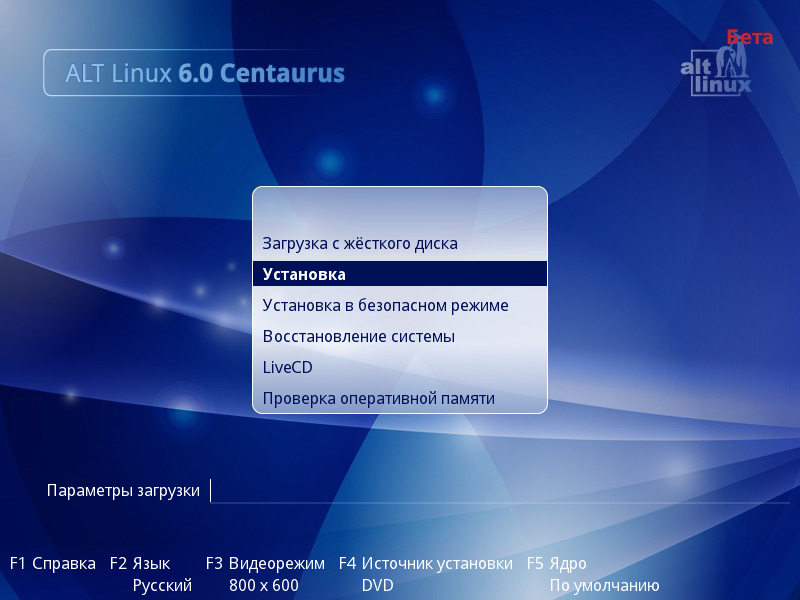 Бета
ALT Linux 6.0 Centaurus
alt
linux
Загрузка с жёсткого диска
Установка
Установка в безопасном режиме
Восстановление системы
LiveCD
Проверка оперативной памяти
Параметры загрузки
F1 Справка F2 Язык F3 Видеорежим F4 Источник установки F5 Ядро
Русский 800 x 600 DVD По умолчанию